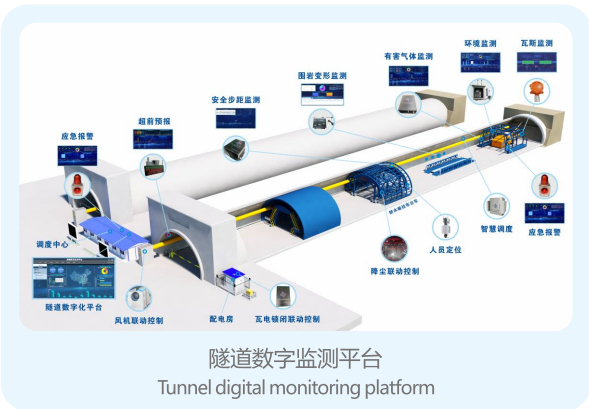 环境监测
瓦斯监测
有害气体监测
围岩变形监测
安全步距监测
超前预报
应急报警
调度中心
隧道数字化平台
风机联动控制
配电房
瓦电锁闭联动控制
降尘联动控制
人员定位
智慧调度
应急报警
隧道数字监测平台
Tunnel digital monitoring platform